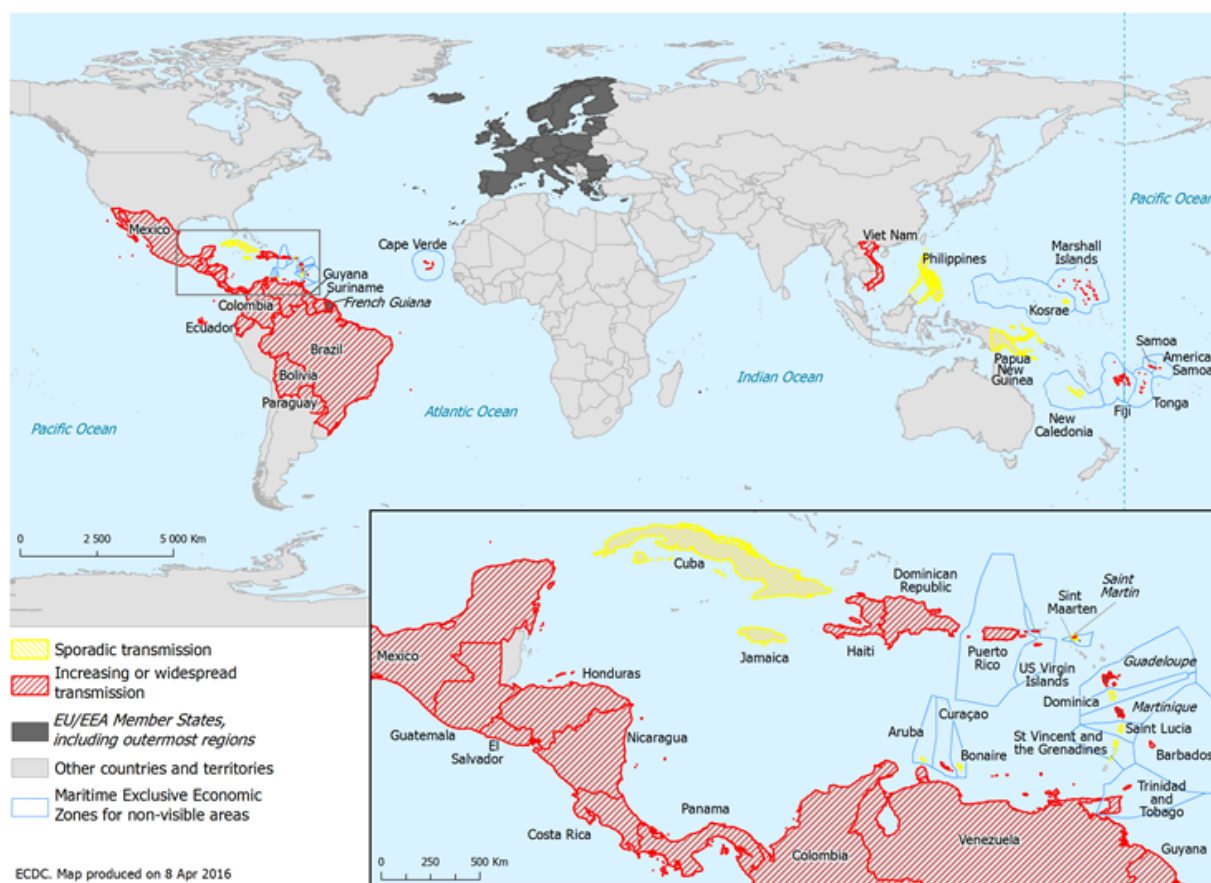 Pacific Ocean
Mexico
Cape Verde
Viet Nam
Philippines
Marshall
Islands
Guyana
Suriname
French Guiana
Colombia
Ecuador
Kosrae
Brazil
Samoa
American
Samoa
Papua
New
Guinea
Bolivia
Indian Ocean
Paraguay
Atlantic Ocean
Tonga
Fiji
New
Caledonia
Pacific Ocean
0 2 500 5 000 Km
Cuba
Dominican
Republic
Saint
Martin
Sint
Maarten
Mexico
Jamaica
Haiti
Puerto
Rico
US Virgin
Islands
Guadeloupe
Honduras
Dominica
Martinique
Curaçao
Aruba
Saint Lucia
Guatemala
El
Salvador
Nicaragua
Bonaire
St Vincent and
the Grenadines
Barbados
Trinidad
and
Tobago
Panama
Costa Rica
Venezuela
Colombia
Guyana
0 250 500 Km
Sporadic transmission
Increasing or widespread
transmission
EU/EEA Member States,
including outermost regions
Other countries and territories
Maritime Exclusive Economic
Zones for non-visible areas
ECDC. Map produced on 8 Apr 2016